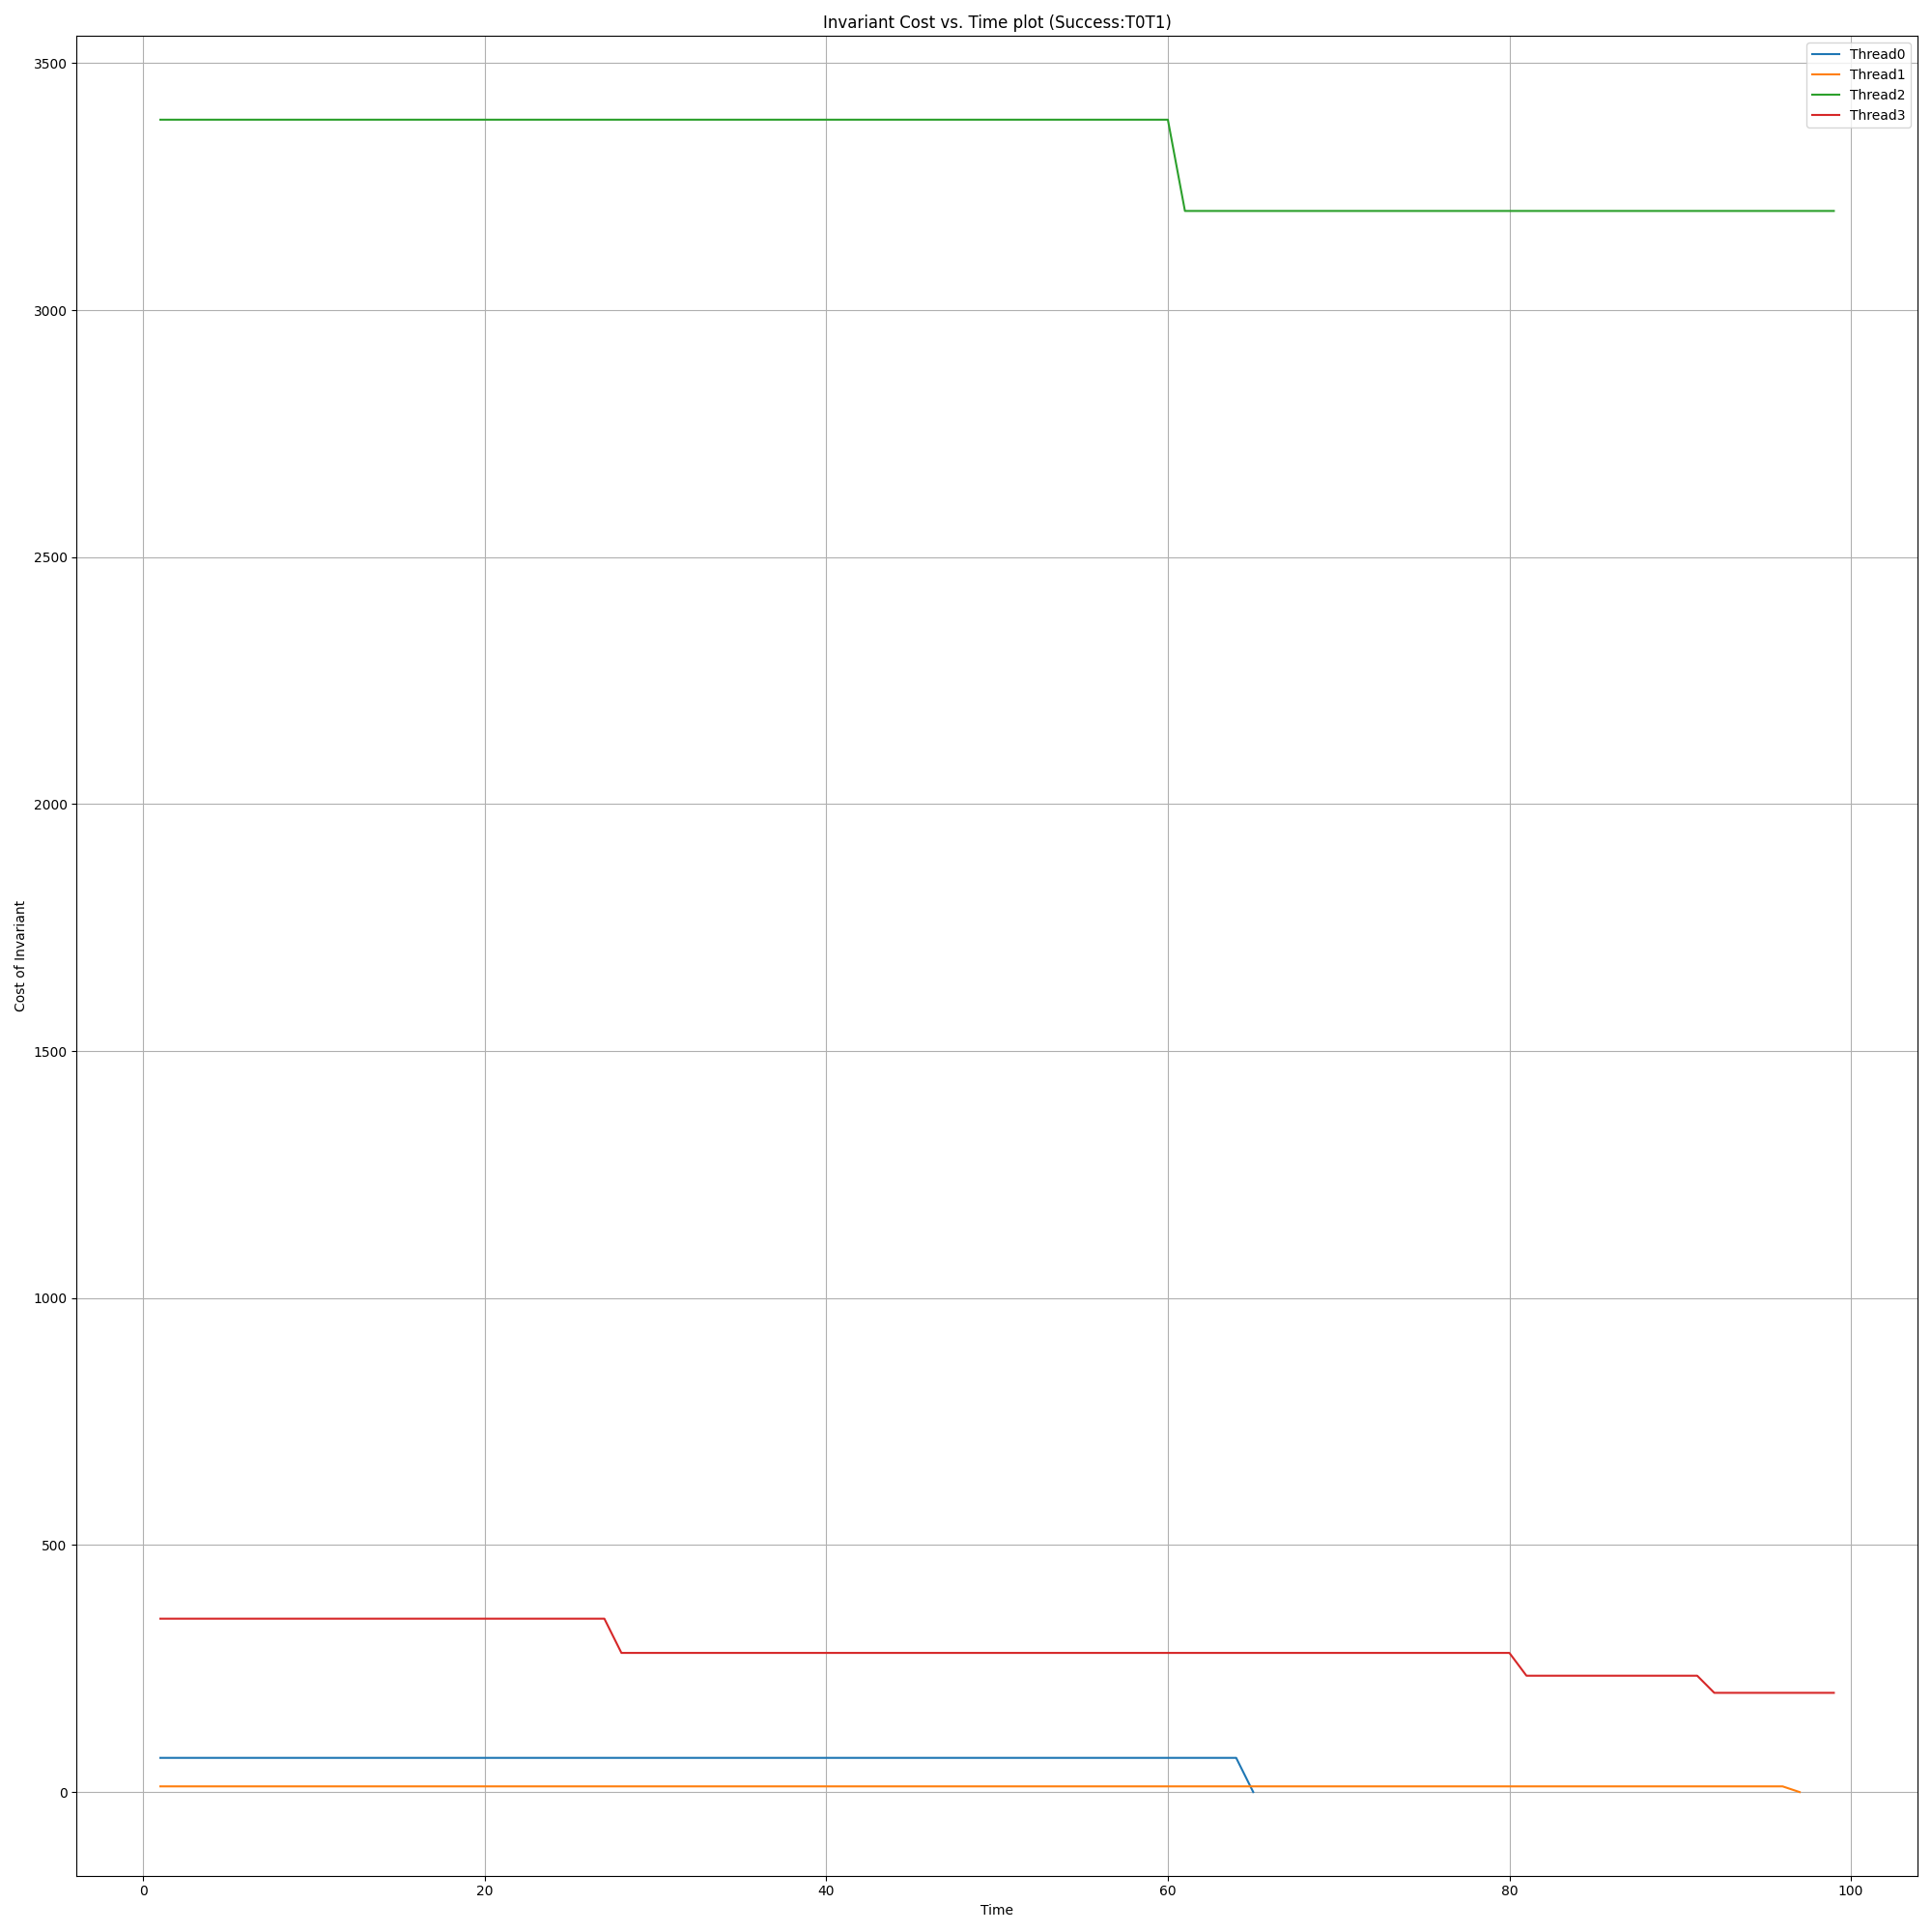 Invariant Cost vs. Time plot (Success:T0T1)
Thread0
Thread1
Thread2
Thread3
3500
3000
2500
2000
1500
1000
500
0
Cost of Invariant
0 20 40 60 80 100
Time